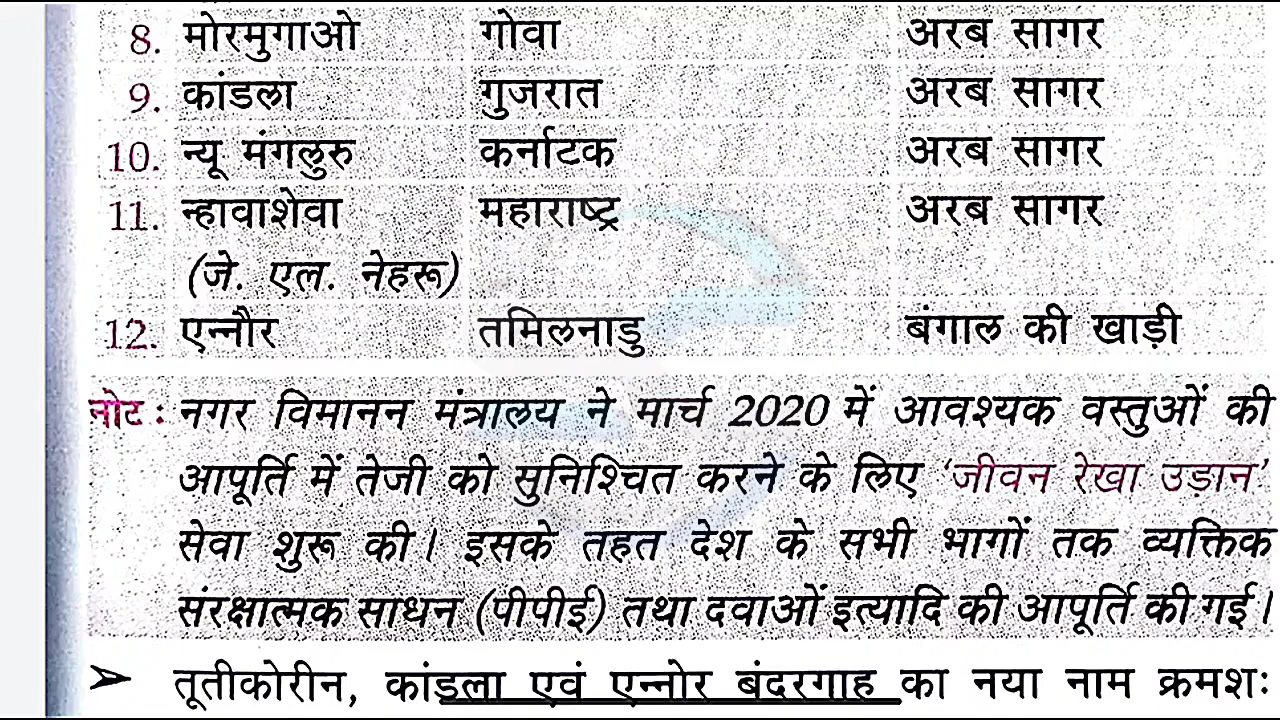 8. मोरमुगाओ गोवा अरब सागर
9. कांडला गुजरात अरब सागर
10. न्यू मंगलुरु कर्नाटक अरब सागर
11. न्हावाशेवा महाराष्ट्र अरब सागर
(जे. एल. नेहरू)
12. एन्नौर तमिलनाडु बंगाल की खाड़ी
नोट : नगर विमानन मंत्रालय ने मार्च 2020 में आवश्यक वस्तुओं की
आपूर्ति में तेजी को सुनिश्चित करने के लिए ‘जीवन रेखा उड़ान’
सेवा शुरू की। इसके तहत देश के सभी भागों तक व्यक्तिक
संरक्षात्मक साधन (पीपीई) तथा दवाओं इत्यादि की आपूर्ति की गई।
➢ तूतीकोरीन, कांडला एवं एन्नोर बंदरगाह का नया नाम क्रमशः